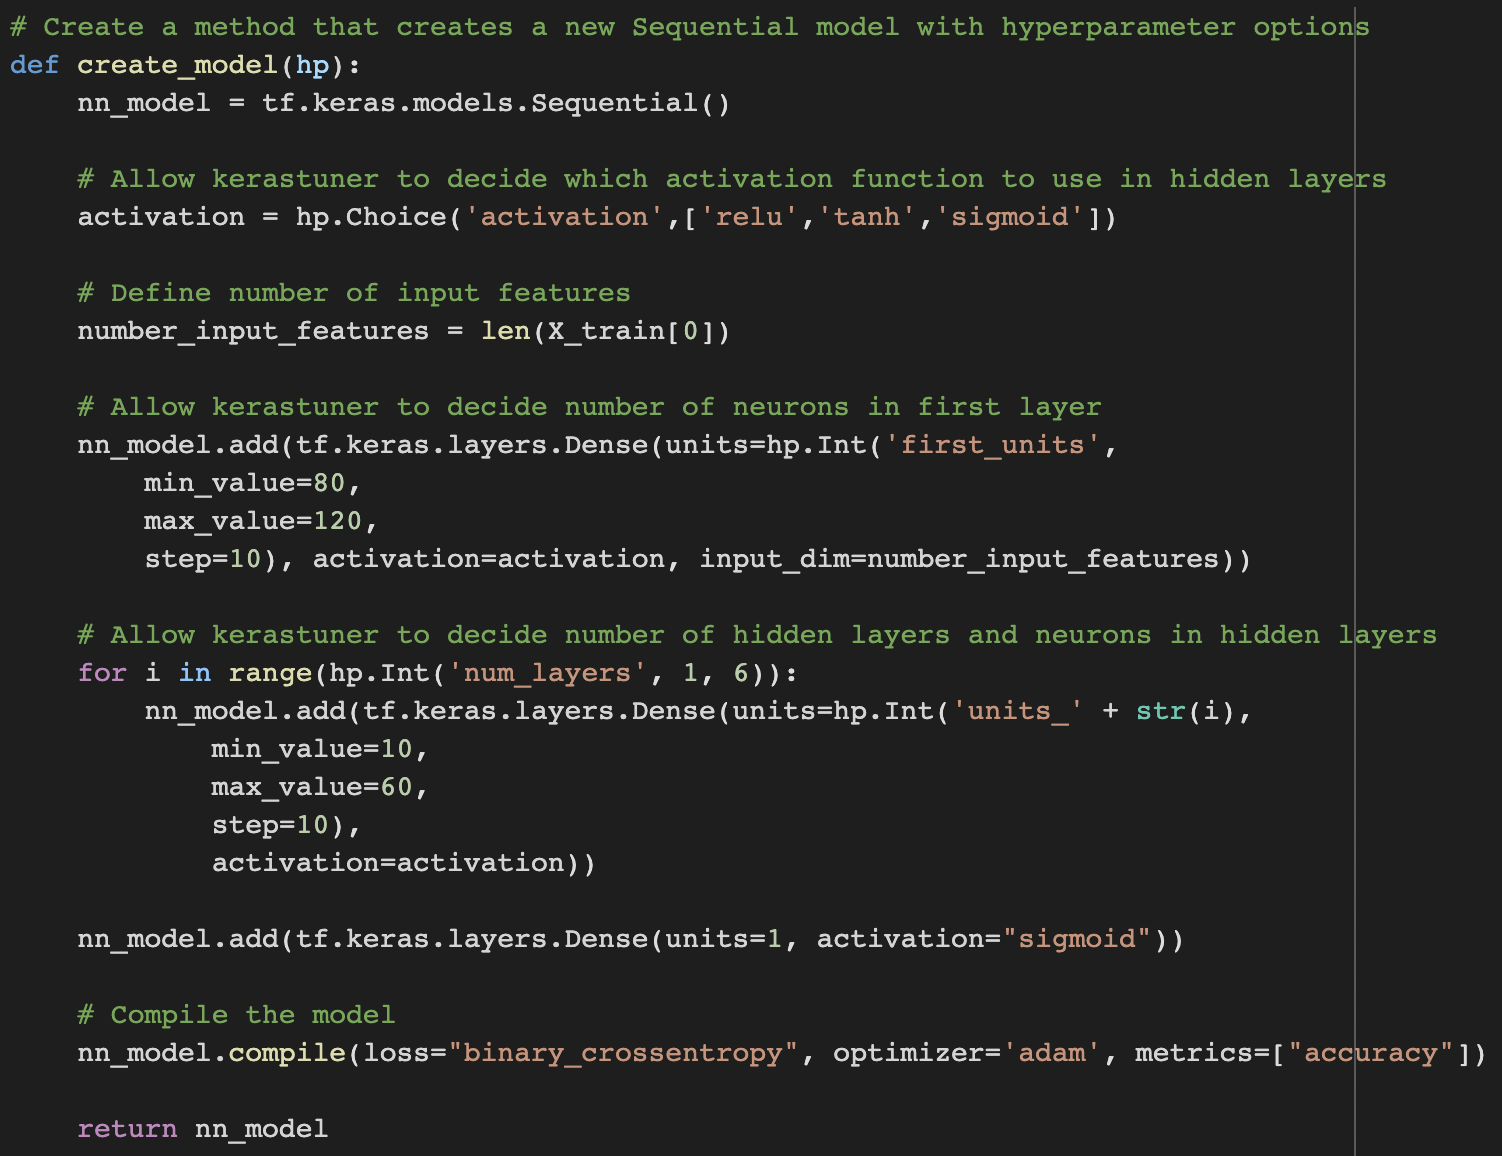 # Create a method that creates a new Sequential model with hyperparameter options
def create_model(hp):
    nn_model = tf.keras.models.Sequential()

    # Allow kerastuner to decide which activation function to use in hidden layers
    activation = hp.Choice('activation',['relu','tanh','sigmoid'])

    # Define number of input features
    number_input_features = len(X_train[0])

    # Allow kerastuner to decide number of neurons in first layer
    nn_model.add(tf.keras.layers.Dense(units=hp.Int('first_units',
        min_value=80,
        max_value=120,
        step=10), activation=activation, input_dim=number_input_features))

    # Allow kerastuner to decide number of hidden layers and neurons in hidden layers
    for i in range(hp.Int('num_layers', 1, 6)):
        nn_model.add(tf.keras.layers.Dense(units=hp.Int('units_' + str(i),
            min_value=10,
            max_value=60,
            step=10),
            activation=activation))

    nn_model.add(tf.keras.layers.Dense(units=1, activation="sigmoid"))

    # Compile the model
    nn_model.compile(loss="binary_crossentropy", optimizer='adam', metrics=["accuracy"])

    return nn_model